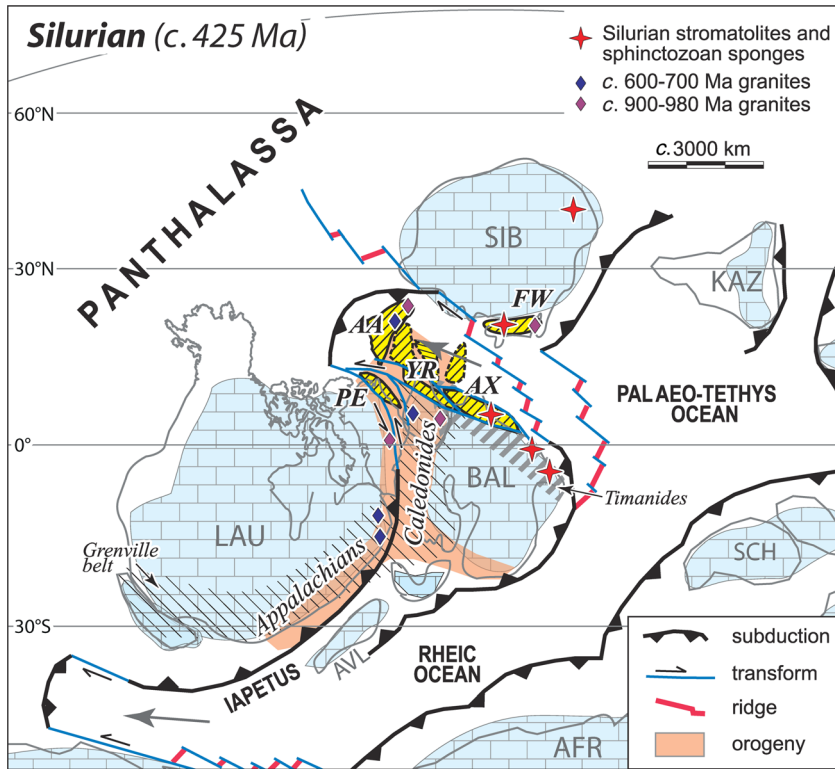 Silurian (c. 425 Ma)
Silurian stromatolites and
sphinctozoan sponges
c. 600-700 Ma granites
c. 900-980 Ma granites
60°N
c. 3000 km
PANTHALASSA
SIB
30°N
KAZ
FW
AA
YR
AX
PE
PALAEO-TETHYS
OCEAN
0°
Caledonides
BAL
Timanides
LAU
SCH
Grenville
belt
Appalachians
30°S
AVL
IAPETUS
RHEIC
OCEAN
AFR
subduction
transform
ridge
orogeny